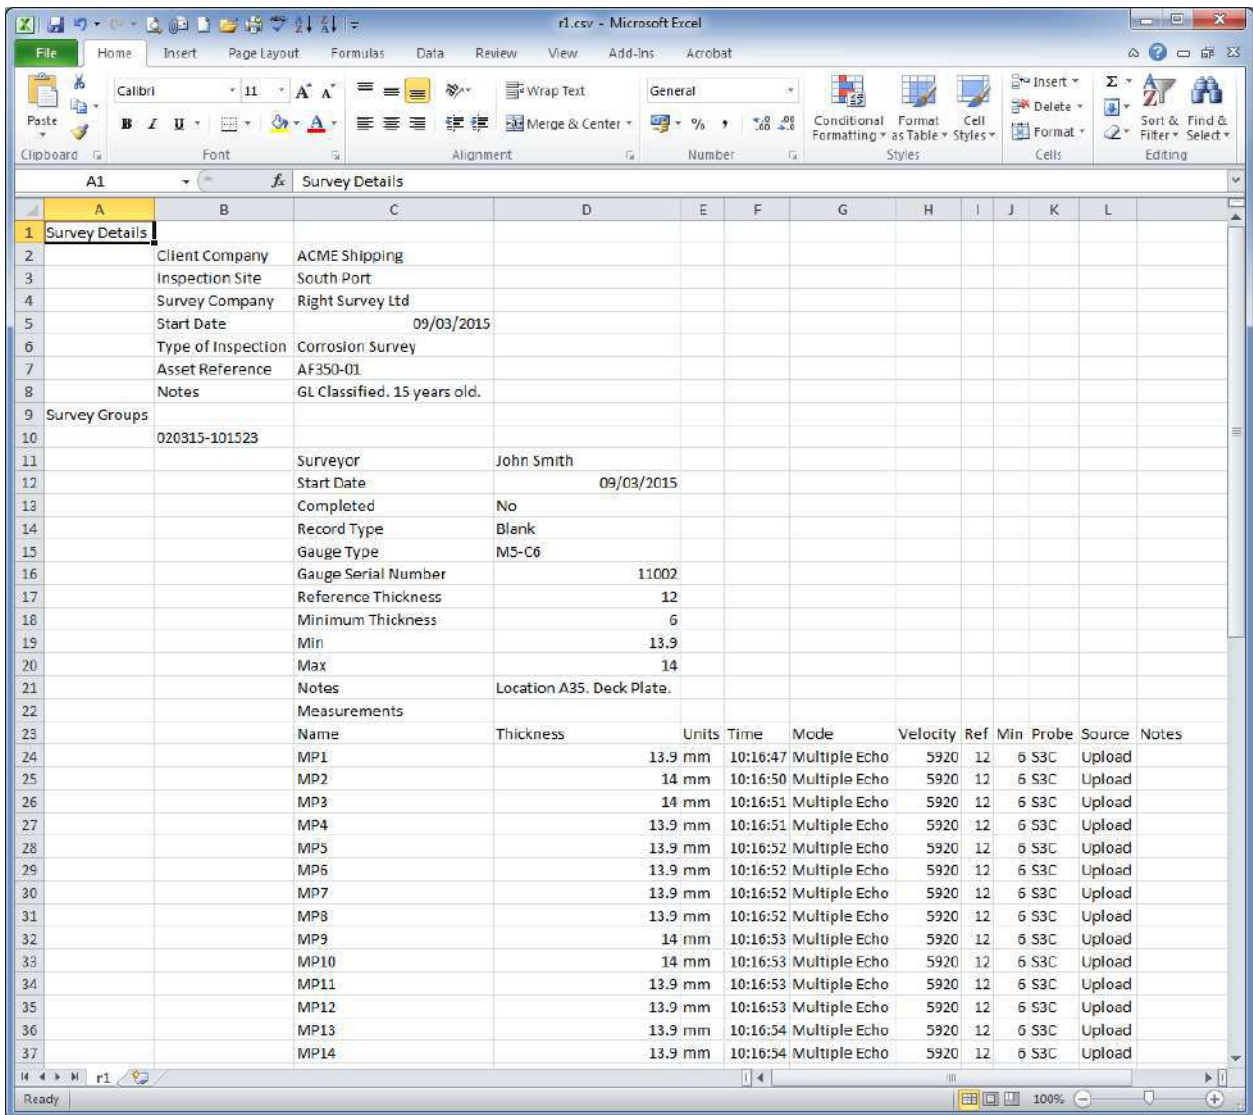 r1.csv - Microsoft Excel
File Home Insert Page Layout Formulas Data Review View Add-Ins Acrobat
Paste
Calibri 11 A A
B I U A
Wrap Text
Merge & Center
General
% , .00 .0
Conditional Formatting
Format as Table
Cell Styles
Insert
Delete
Format
Σ
Sort & Filter
Find & Select
Clipboard Font Alignment Number Styles Cells Editing
A1 fx Survey Details
A B C D E F G H I J K L
1 Survey Details
2 Client Company ACME Shipping
3 Inspection Site South Port
4 Survey Company Right Survey Ltd
5 Start Date 09/03/2015
6 Type of Inspection Corrosion Survey
7 Asset Reference AF350-01
8 Notes GL Classified. 15 years old.
9 Survey Groups
10 020315-101523
11 Surveyor John Smith
12 Start Date 09/03/2015
13 Completed No
14 Record Type Blank
15 Gauge Type M5-C6
16 Gauge Serial Number 11002
17 Reference Thickness 12
18 Minimum Thickness 6
19 Min 13.9
20 Max 14
21 Notes Location A35. Deck Plate.
22 Measurements
23 Name Thickness Units Time Mode Velocity Ref Min Probe Source Notes
24 MP1 13.9 mm 10:16:47 Multiple Echo 5920 12 6 S3C Upload
25 MP2 14 mm 10:16:50 Multiple Echo 5920 12 6 S3C Upload
26 MP3 14 mm 10:16:51 Multiple Echo 5920 12 6 S3C Upload
27 MP4 13.9 mm 10:16:51 Multiple Echo 5920 12 6 S3C Upload
28 MP5 13.9 mm 10:16:52 Multiple Echo 5920 12 6 S3C Upload
29 MP6 13.9 mm 10:16:52 Multiple Echo 5920 12 6 S3C Upload
30 MP7 13.9 mm 10:16:52 Multiple Echo 5920 12 6 S3C Upload
31 MP8 13.9 mm 10:16:52 Multiple Echo 5920 12 6 S3C Upload
32 MP9 14 mm 10:16:53 Multiple Echo 5920 12 6 S3C Upload
33 MP10 14 mm 10:16:53 Multiple Echo 5920 12 6 S3C Upload
34 MP11 13.9 mm 10:16:53 Multiple Echo 5920 12 6 S3C Upload
35 MP12 13.9 mm 10:16:53 Multiple Echo 5920 12 6 S3C Upload
36 MP13 13.9 mm 10:16:54 Multiple Echo 5920 12 6 S3C Upload
37 MP14 13.9 mm 10:16:54 Multiple Echo 5920 12 6 S3C Upload
r1
Ready 100%